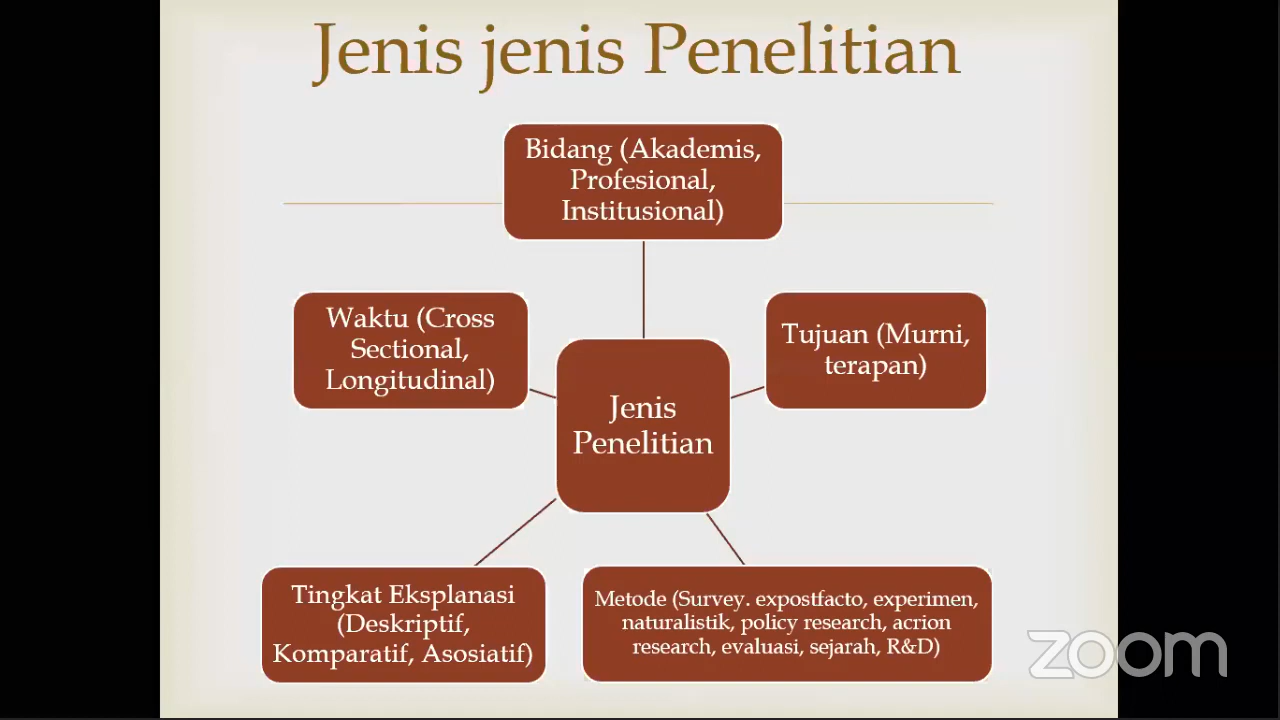 Jenis jenis Penelitian
Bidang (Akademis,
Profesional,
Institusional)
Waktu (Cross
Sectional,
Longitudinal)
Tujuan (Murni,
terapan)
Jenis
Penelitian
Tingkat Eksplanasi
(Deskriptif,
Komparatif, Asosiatif)
Metode (Survey. expostfacto, experimen,
naturalistik, policy research, acrion
research, evaluasi, sejarah, R&D)
zoom